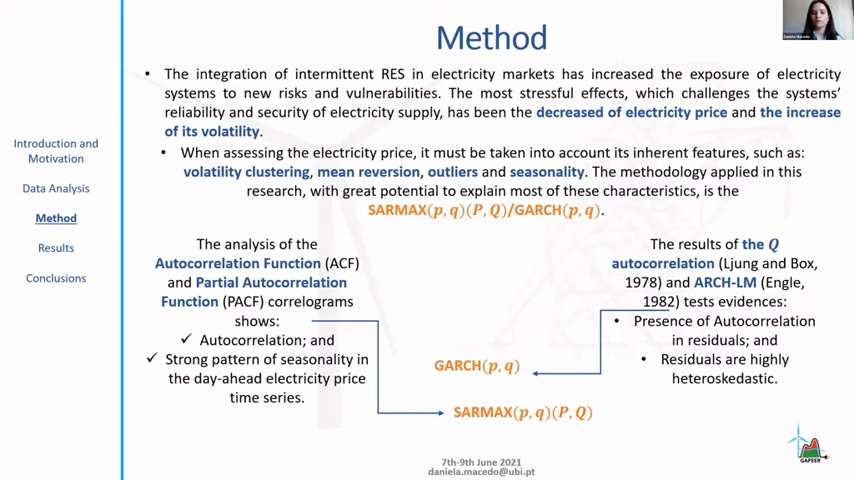 Method
Daniela Macedo
• The integration of intermittent RES in electricity markets has increased the exposure of electricity
systems to new risks and vulnerabilities. The most stressful effects, which challenges the systems’
reliability and security of electricity supply, has been the decreased of electricity price and the increase
of its volatility.
• When assessing the electricity price, it must be taken into account its inherent features, such as:
volatility clustering, mean reversion, outliers and seasonality. The methodology applied in this
research, with great potential to explain most of these characteristics, is the
SARMAX(p, q)(P, Q)/GARCH(p, q).
Introduction and
Motivation
Data Analysis
Method
Results
Conclusions
The analysis of the
Autocorrelation Function (ACF)
and Partial Autocorrelation
Function (PACF) correlograms
shows:
✓ Autocorrelation; and
✓ Strong pattern of seasonality in
the day-ahead electricity price
time series.
The results of the Q
autocorrelation (Ljung and Box,
1978) and ARCH-LM (Engle,
1982) tests evidences:
• Presence of Autocorrelation
in residuals; and
• Residuals are highly
heteroskedastic.
GARCH(p, q)
SARMAX(p, q)(P, Q)
7th-9th June 2021
daniela.macedo@ubi.pt
GAPEER